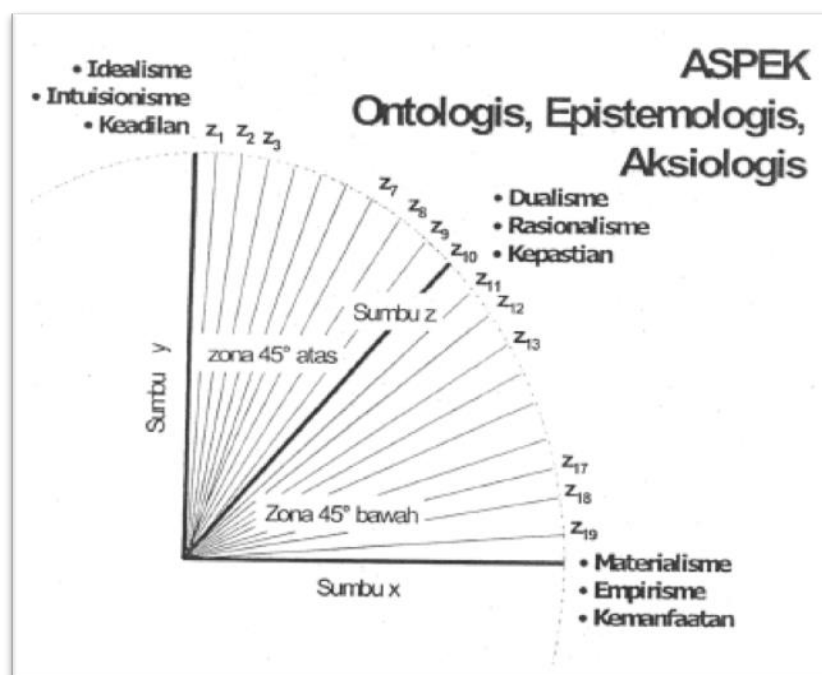 ASPEK
Ontologis, Epistemologis,
Aksiologis
• Idealisme
• Intuisionisme
• Keadilan
z1
z2
z3
z7
z8
z9
z10
• Dualisme
• Rasionalisme
• Kepastian
z11
z12
z13
Sumbu z
zona 45° atas
Sumbu y
z17
z18
Zona 45° bawah
z19
Sumbu x
• Materialisme
• Empirisme
• Kemanfaatan